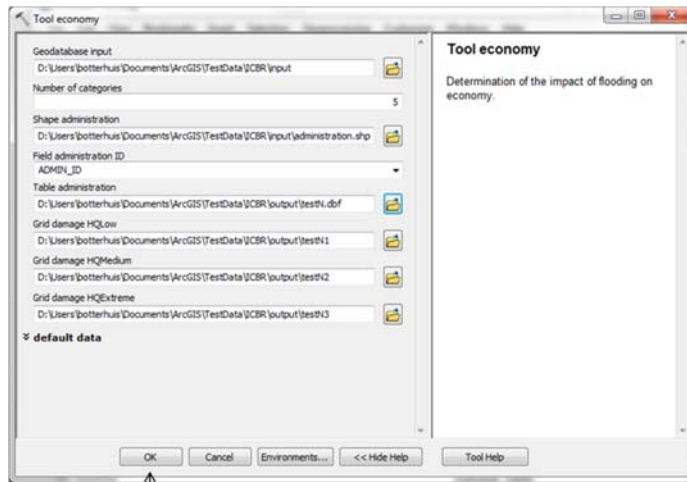 Tool economy
Geodatabase input
D:\Users\botterhuis\Documents\ArcGIS\TestData\ICBR\input
Number of categories
5
Shape administration
D:\Users\botterhuis\Documents\ArcGIS\TestData\ICBR\input\administration.shp
Field administration ID
ADMIN_ID
Table administration
D:\Users\botterhuis\Documents\ArcGIS\TestData\ICBR\output\testN.dbf
Grid damage HQLow
D:\Users\botterhuis\Documents\ArcGIS\TestData\ICBR\output\testN1
Grid damage HQMedium
D:\Users\botterhuis\Documents\ArcGIS\TestData\ICBR\output\testN2
Grid damage HQExtreme
D:\Users\botterhuis\Documents\ArcGIS\TestData\ICBR\output\testN3
default data
Tool economy
Determination of the impact of flooding on
economy.
OK Cancel Environments... << Hide Help Tool Help